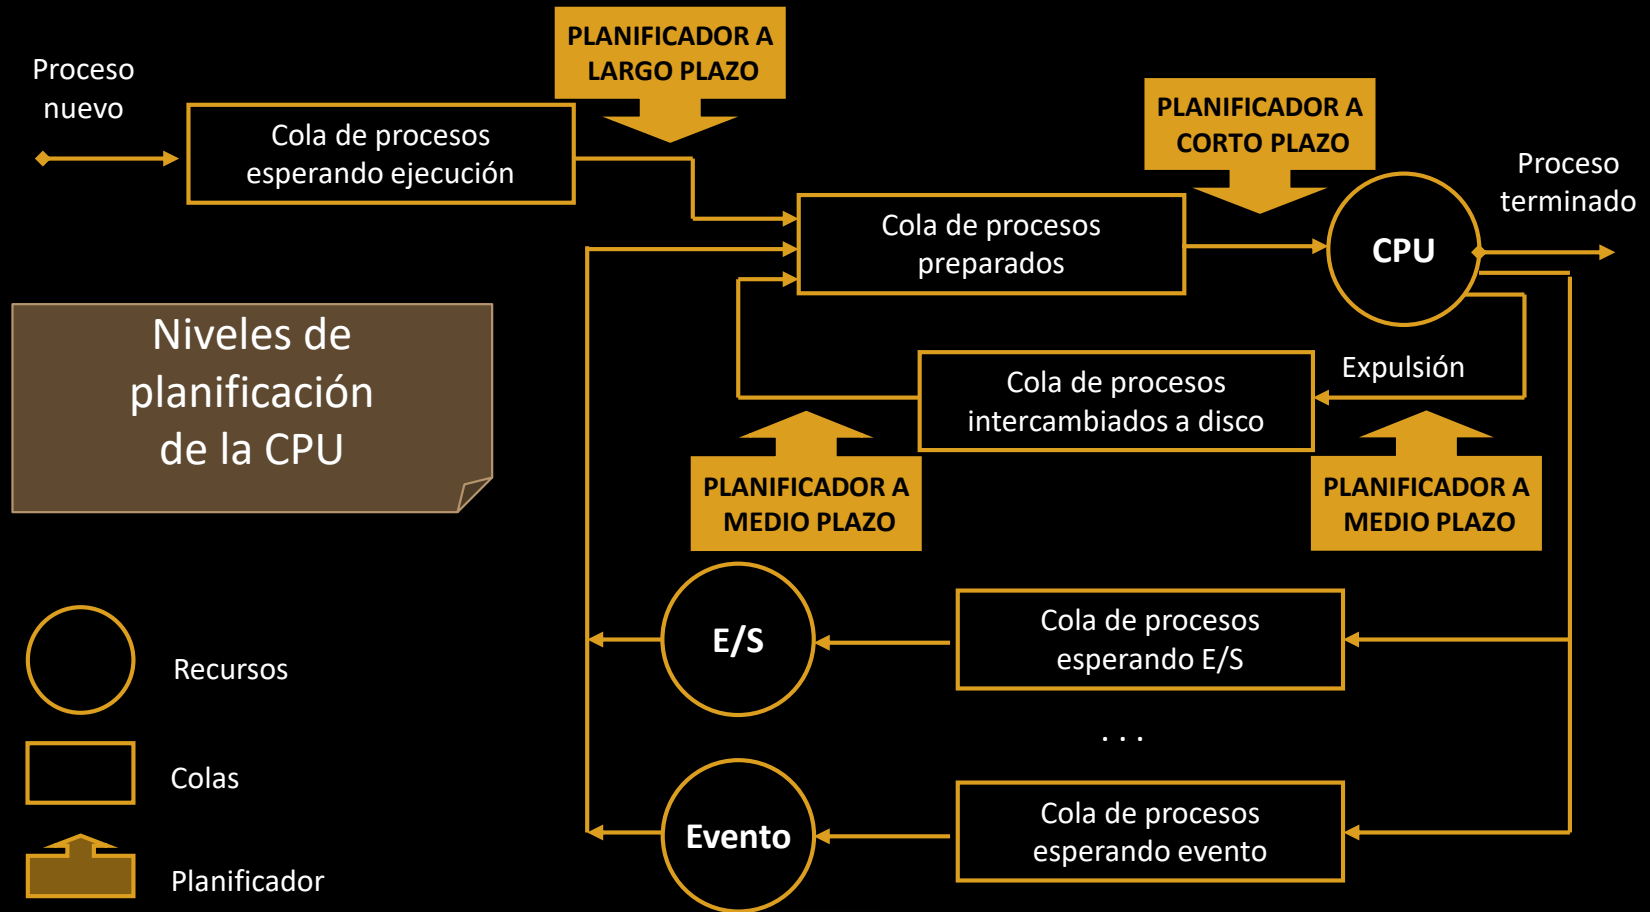 Proceso
nuevo
Cola de procesos
esperando ejecución
PLANIFICADOR A
LARGO PLAZO
PLANIFICADOR A
CORTO PLAZO
Proceso
terminado
Cola de procesos
preparados
CPU
Niveles de
planificación
de la CPU
Cola de procesos
intercambiados a disco
Expulsión
PLANIFICADOR A
MEDIO PLAZO
PLANIFICADOR A
MEDIO PLAZO
E/S
Cola de procesos
esperando E/S
. . .
Evento
Cola de procesos
esperando evento
Recursos
Colas
Planificador